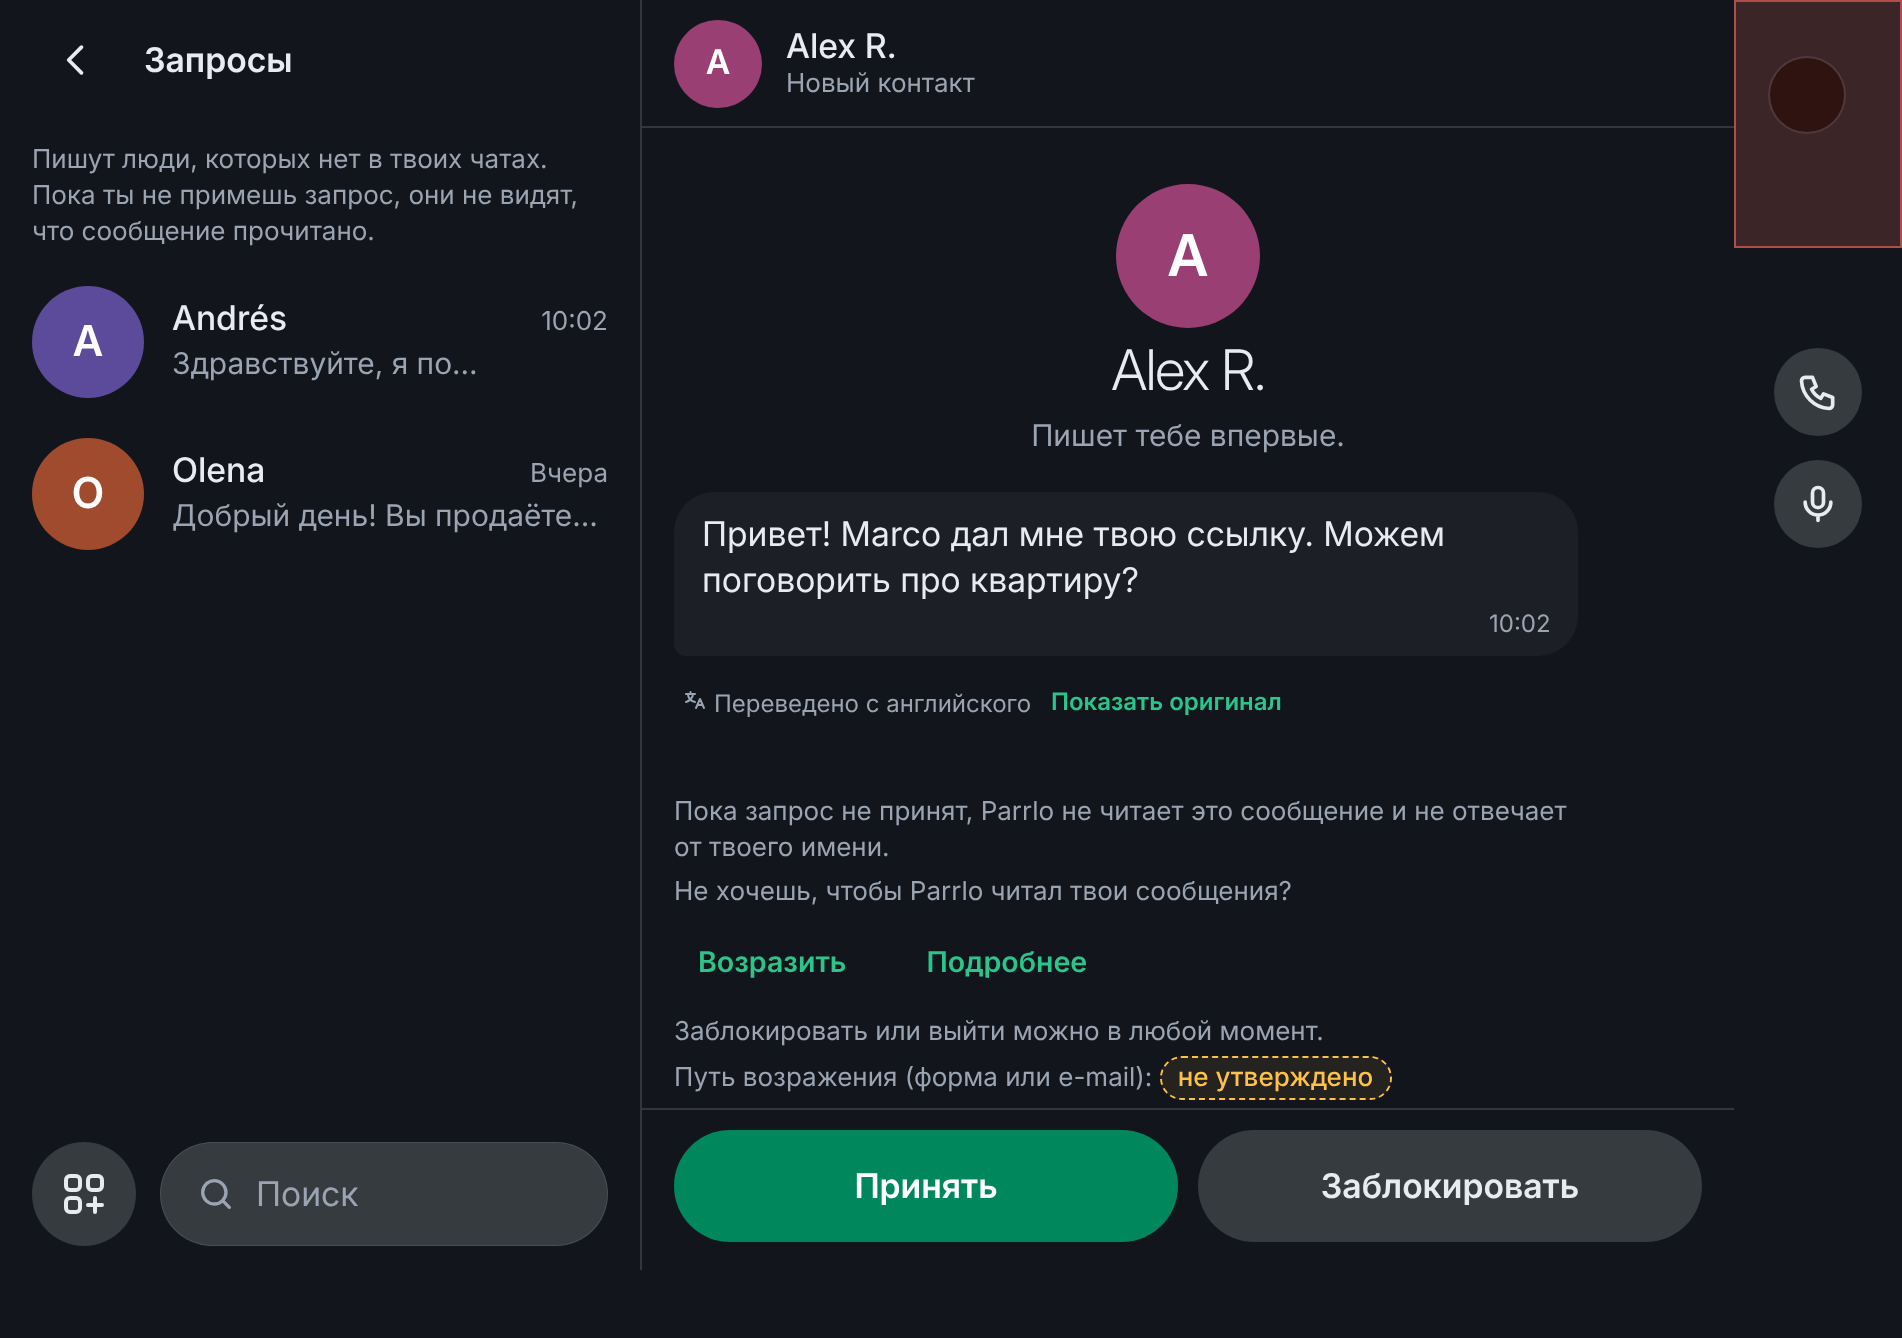 Запросы
Пишут люди, которых нет в твоих чатах.
Пока ты не примешь запрос, они не видят,
что сообщение прочитано.
A
Andrés
10:02
Здравствуйте, я по...
O
Olena
Вчера
Добрый день! Вы продаёте...
Поиск
A
Alex R.
Новый контакт
A
Alex R.
Пишет тебе впервые.
Привет! Marco дал мне твою ссылку. Можем
поговорить про квартиру?
10:02
Переведено с английского Показать оригинал
Пока запрос не принят, Parrlo не читает это сообщение и не отвечает
от твоего имени.
Не хочешь, чтобы Parrlo читал твои сообщения?
Возразить Подробнее
Заблокировать или выйти можно в любой момент.
Путь возражения (форма или e-mail): не утверждено
Принять Заблокировать